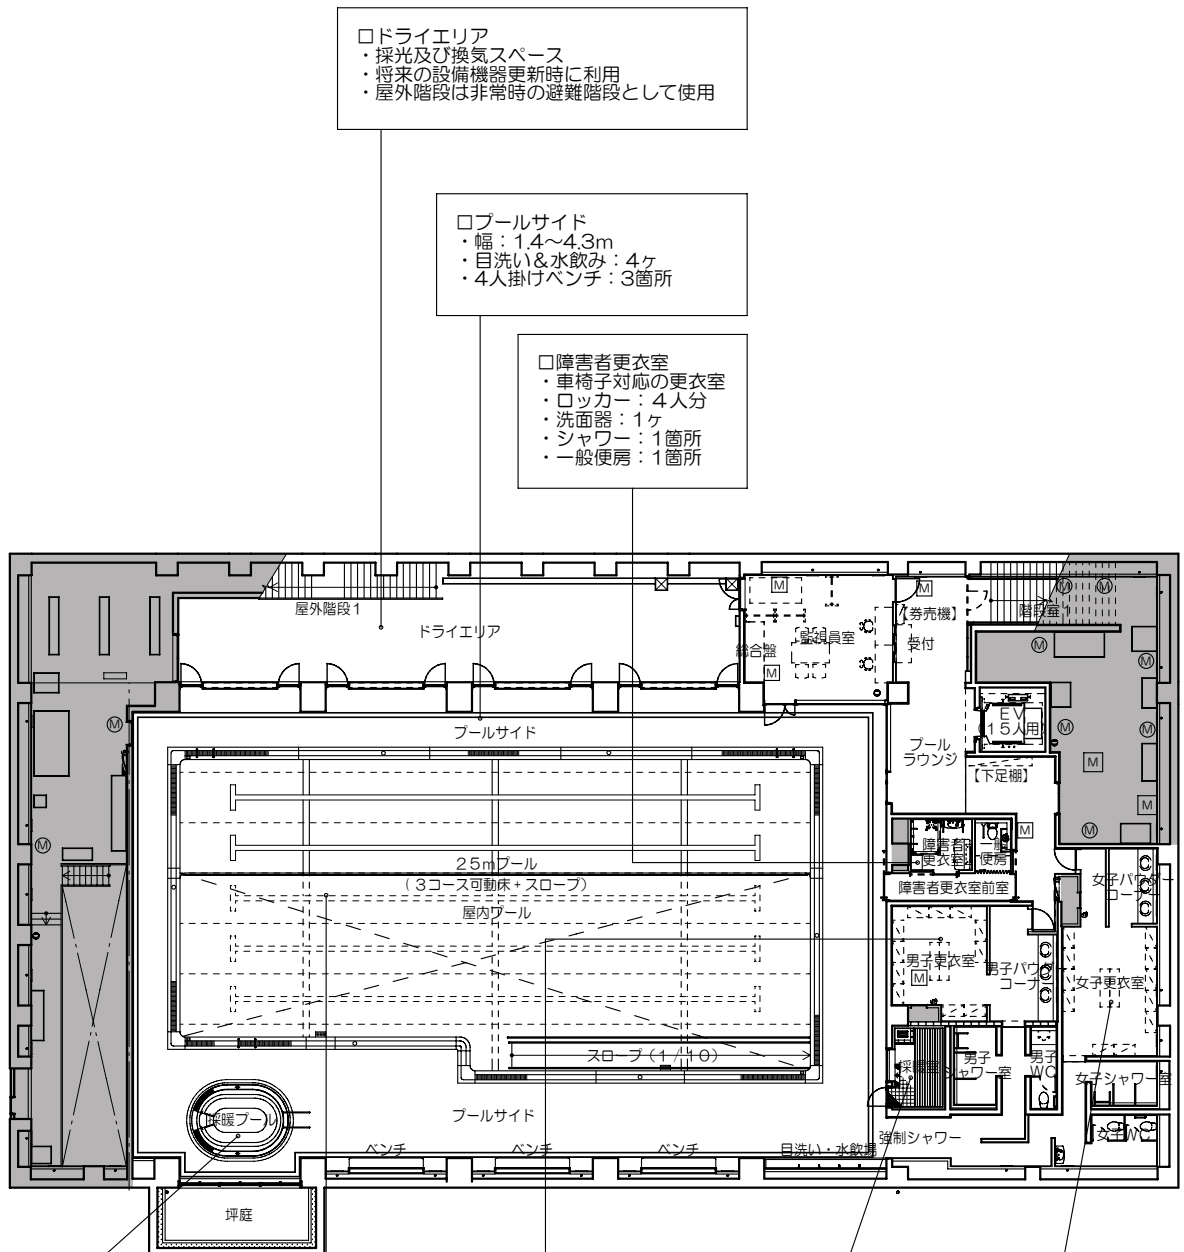 □ドライエリア
・採光及び換気スペース
・将来の設備機器更新時に利用
・屋外階段は非常時の避難階段として使用
□プールサイド
・幅：1.4～4.3m
・目洗い&水飲み：4ヶ
・4人掛けベンチ：3箇所
□障害者更衣室
・車椅子対応の更衣室
・ロッカー：４人分
・洗面器：1ヶ
・シャワー：1箇所
・一般便房：1箇所
屋外階段1
ドライエリア
総合盤
監視員室
M
M
M
【券売機】
受付
階段室1
M
M
M
M
M
M
M
M
M
EV
(15人用)
プール
ラウンジ
【下足棚】
M
プールサイド
M
M
25mプール
(３コース可動床+スロープ)
屋内プール
障害者
更衣室
一般
便房
障害者更衣室前室
女子パウダー
コーナー
男子更衣室
M
男子パウダー
コーナー
女子更衣室
スロープ(1/10)
採暖室
男子
シャワー室
男子
WC
女子シャワー室
採暖プール
プールサイド
強制シャワー
女子WC
ベンチ
ベンチ
ベンチ
目洗い・水飲場
坪庭